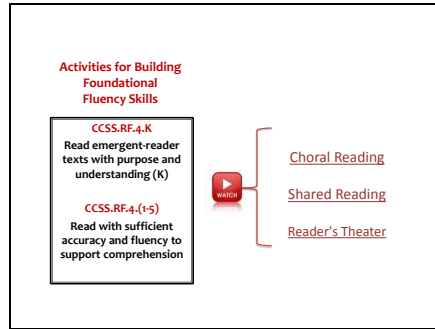 Activities for Building
Foundational
Fluency Skills
CCSS.RF.4.K
Read emergent-reader
texts with purpose and
understanding (K)
CCSS.RF.4.(1-5)
Read with sufficient
accuracy and fluency to
support comprehension
WATCH
Choral Reading
Shared Reading
Reader's Theater